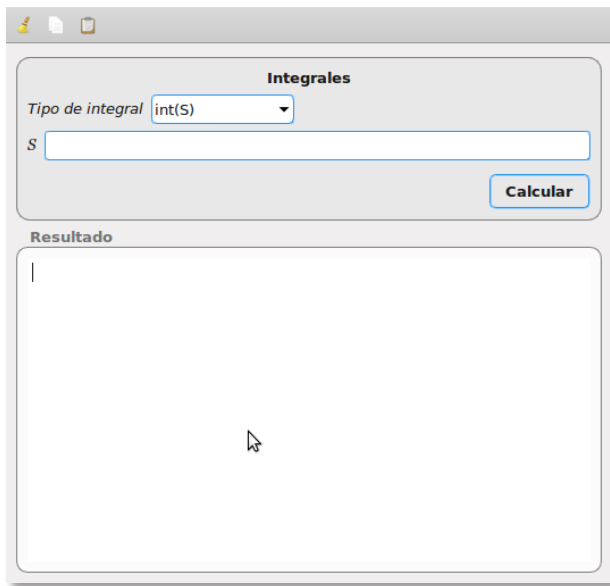 Integrales
Tipo de integral int(S)
S
Calcular
Resultado